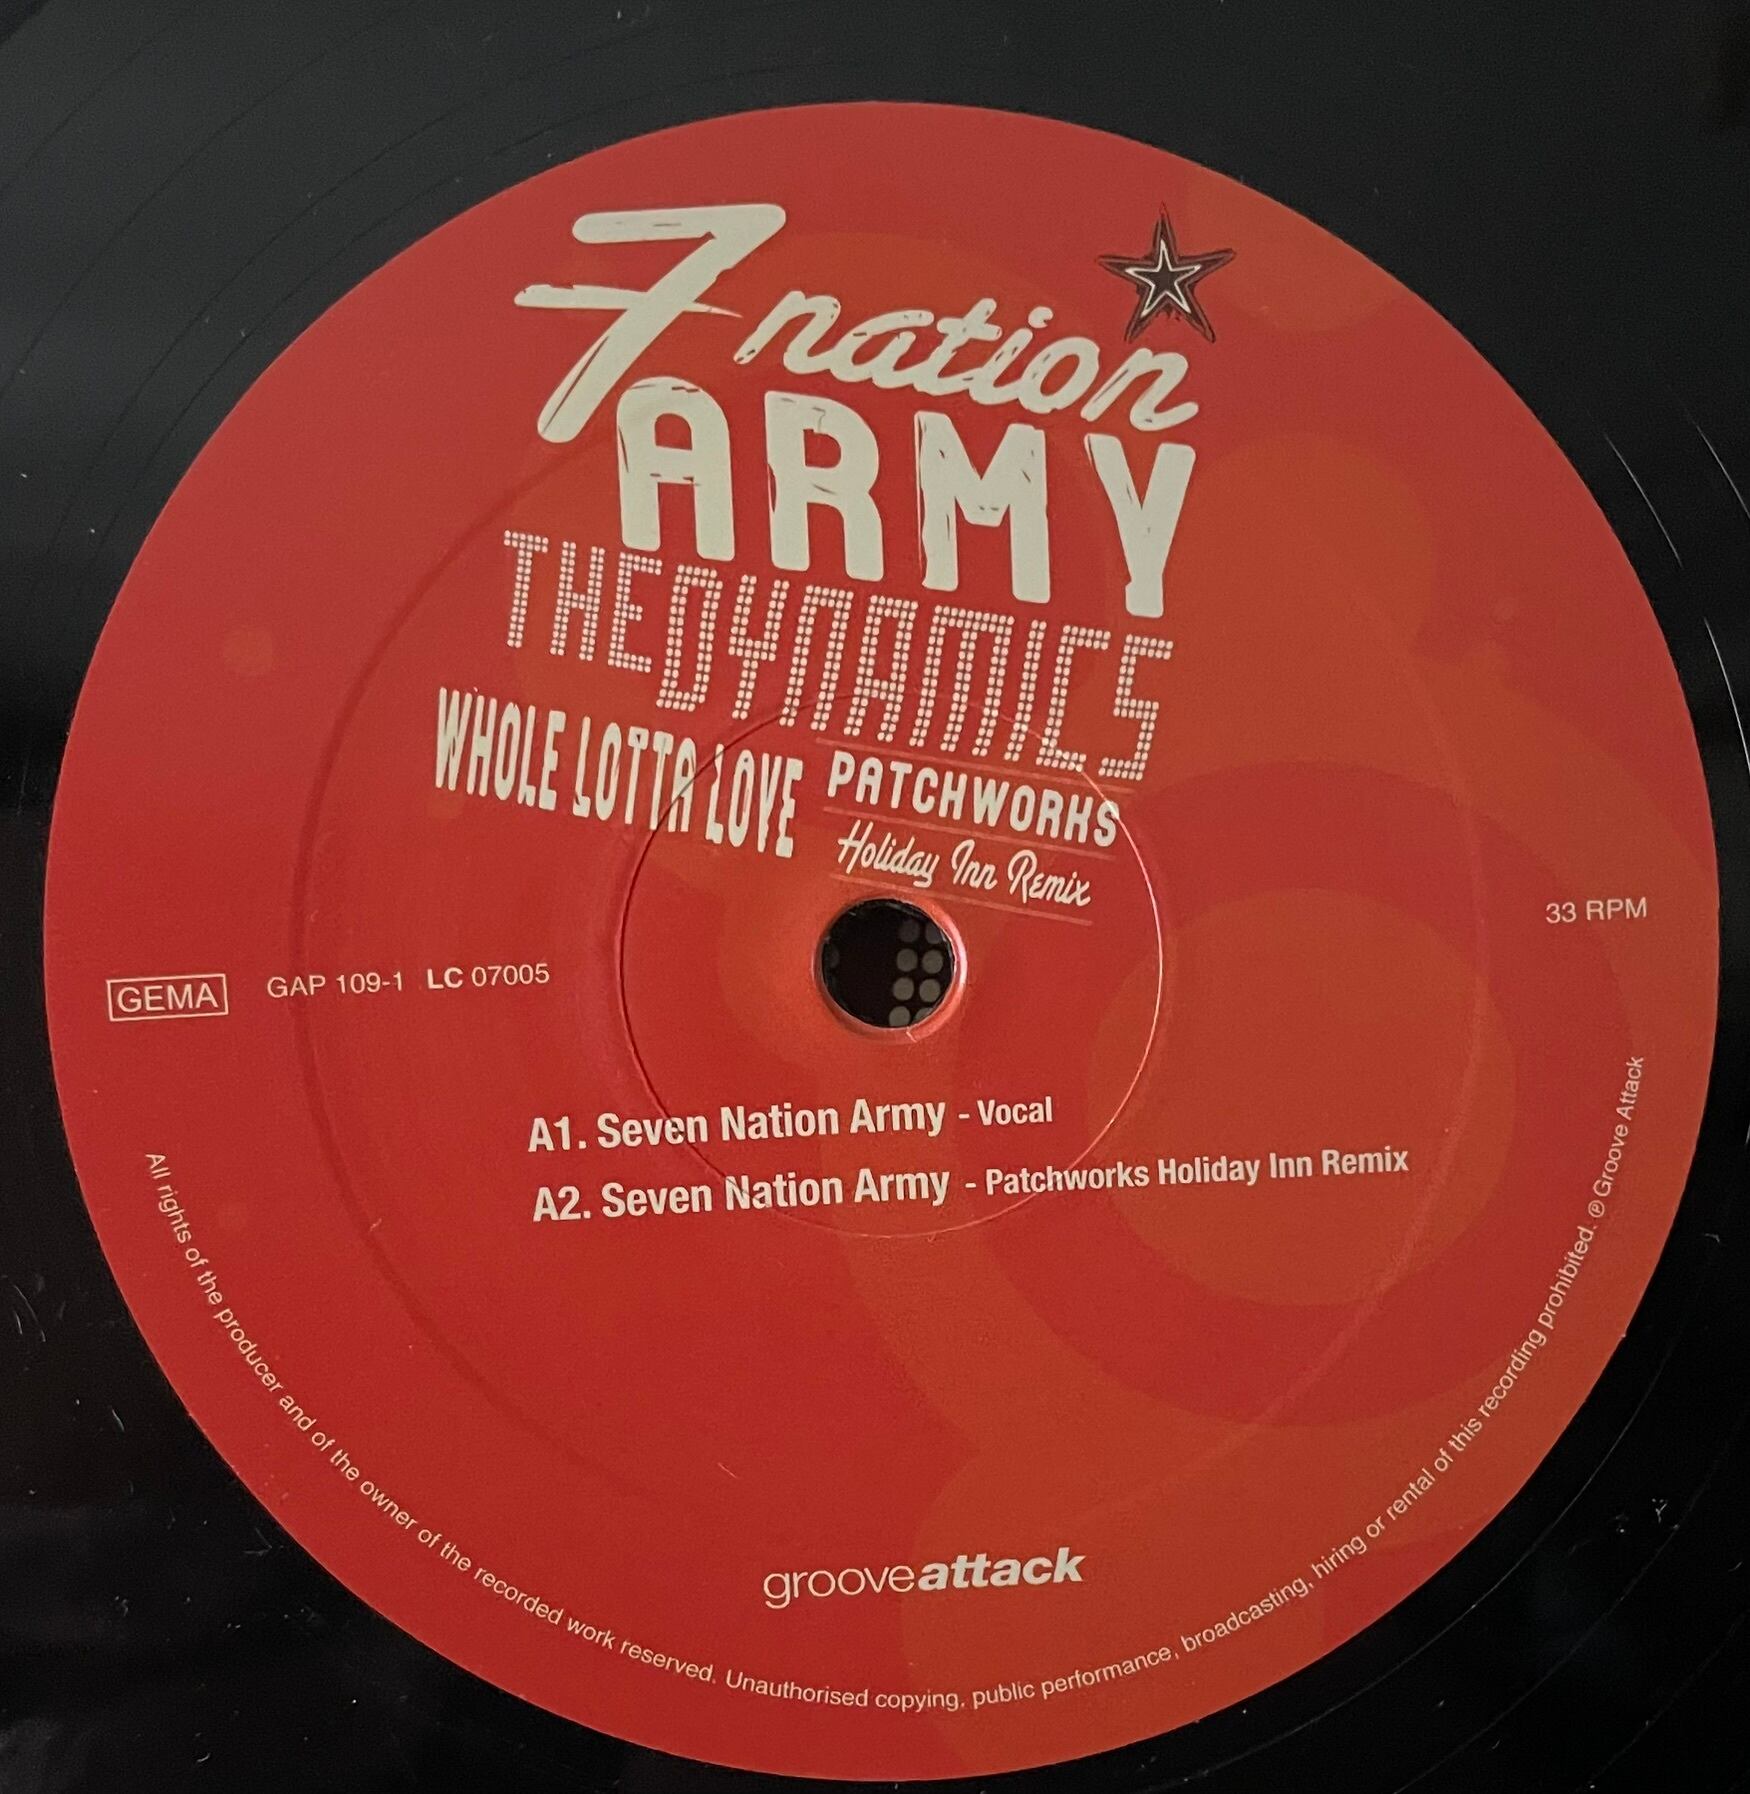 7 nation
ARMY
THE DYNAMICS
WHOLE LOTTA LOVE
PATCHWORKS
Holiday Inn Remix
33 RPM
GEMA GAP 109-1 LC 07005
A1. Seven Nation Army - Vocal
A2. Seven Nation Army - Patchworks Holiday Inn Remix
grooveattack
All rights of the producer and of the owner of the recorded work reserved. Unauthorised copying, public performance, broadcasting, hiring or rental of this recording prohibited. ℗ Groove Attack